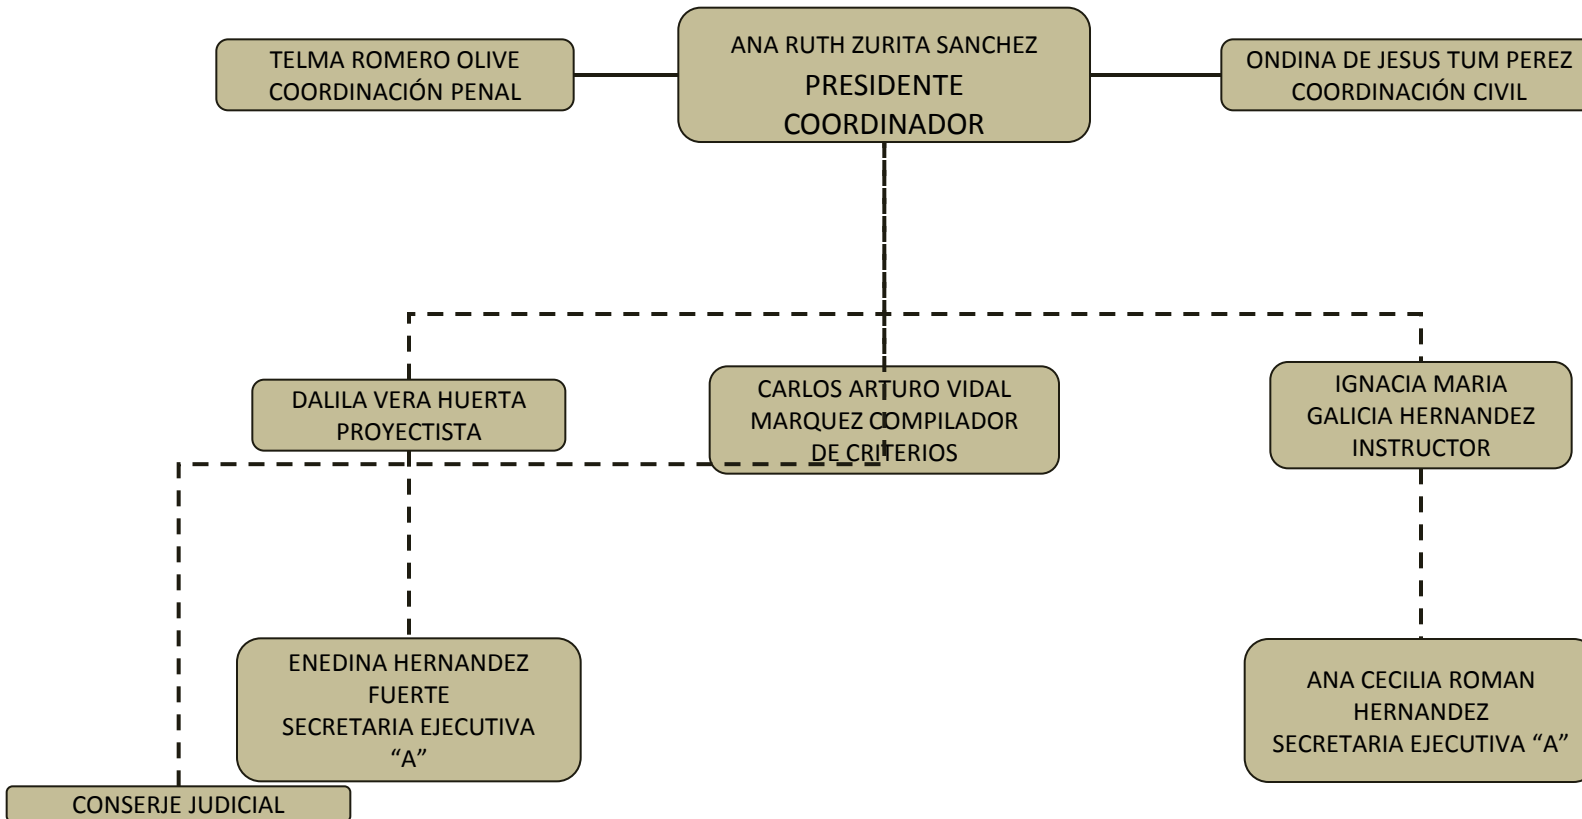 TELMA ROMERO OLIVE
COORDINACIÓN PENAL
ANA RUTH ZURITA SANCHEZ
PRESIDENTE
COORDINADOR
ONDINA DE JESUS TUM PEREZ
COORDINACIÓN CIVIL
DALILA VERA HUERTA
PROYECTISTA
CARLOS ARTURO VIDAL
MARQUEZ COMPILADOR
DE CRITERIOS
IGNACIA MARIA
GALICIA HERNANDEZ
INSTRUCTOR
ENEDINA HERNANDEZ
FUERTE
SECRETARIA EJECUTIVA
“A”
ANA CECILIA ROMAN
HERNANDEZ
SECRETARIA EJECUTIVA “A”
CONSERJE JUDICIAL